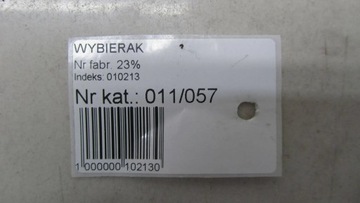 WYBIERAK
Nr fabr. 23%
Indeks: 010213
Nr kat.: 011/057
1 000000 102130